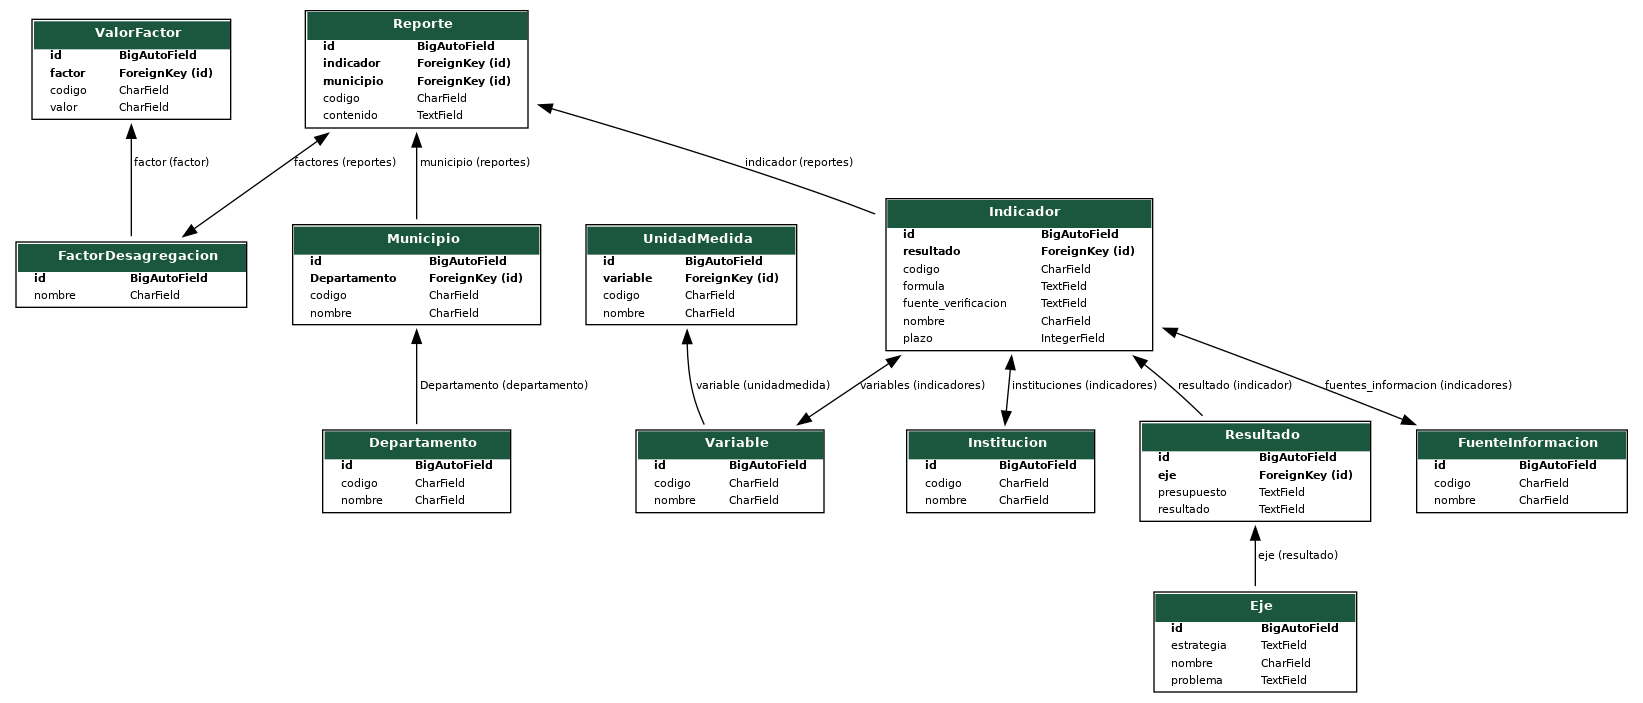 ValorFactor
id BigAutoField
factor ForeignKey (id)
codigo CharField
valor CharField
Reporte
id BigAutoField
indicador ForeignKey (id)
municipio ForeignKey (id)
codigo CharField
contenido TextField
factor (factor)
factores (reportes)
municipio (reportes)
indicador (reportes)
FactorDesagregacion
id BigAutoField
nombre CharField
Municipio
id BigAutoField
Departamento ForeignKey (id)
codigo CharField
nombre CharField
UnidadMedida
id BigAutoField
variable ForeignKey (id)
codigo CharField
nombre CharField
Indicador
id BigAutoField
resultado ForeignKey (id)
codigo CharField
formula TextField
fuente_verificacion TextField
nombre CharField
plazo IntegerField
Departamento (departamento)
variable (unidadmedida)
variables (indicadores)
instituciones (indicadores)
resultado (indicador)
fuentes_informacion (indicadores)
Departamento
id BigAutoField
codigo CharField
nombre CharField
Variable
id BigAutoField
codigo CharField
nombre CharField
Institucion
id BigAutoField
codigo CharField
nombre CharField
Resultado
id BigAutoField
eje ForeignKey (id)
presupuesto TextField
resultado TextField
FuenteInformacion
id BigAutoField
codigo CharField
nombre CharField
eje (resultado)
Eje
id BigAutoField
estrategia TextField
nombre CharField
problema TextField